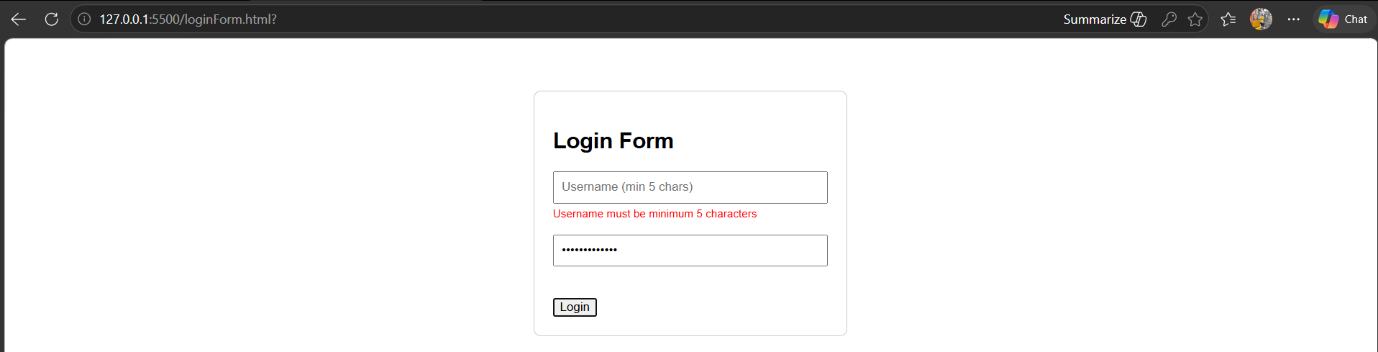 127.0.0.1:5500/loginForm.html?
Summarize
Chat
Login Form
Username (min 5 chars)
Username must be minimum 5 characters
•••••••••••••
Login